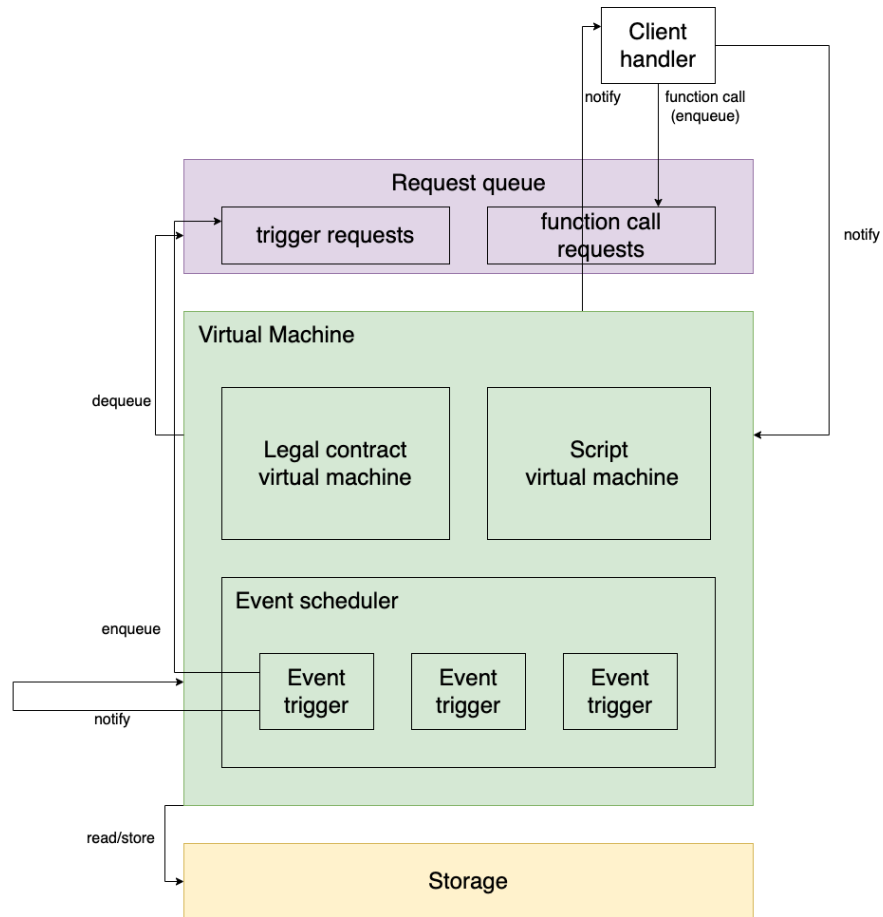 Client
handler
notify
function call
(enqueue)
Request queue
trigger requests
function call
requests
notify
Virtual Machine
dequeue
Legal contract
virtual machine
Script
virtual machine
Event scheduler
enqueue
Event
trigger
Event
trigger
Event
trigger
notify
read/store
Storage